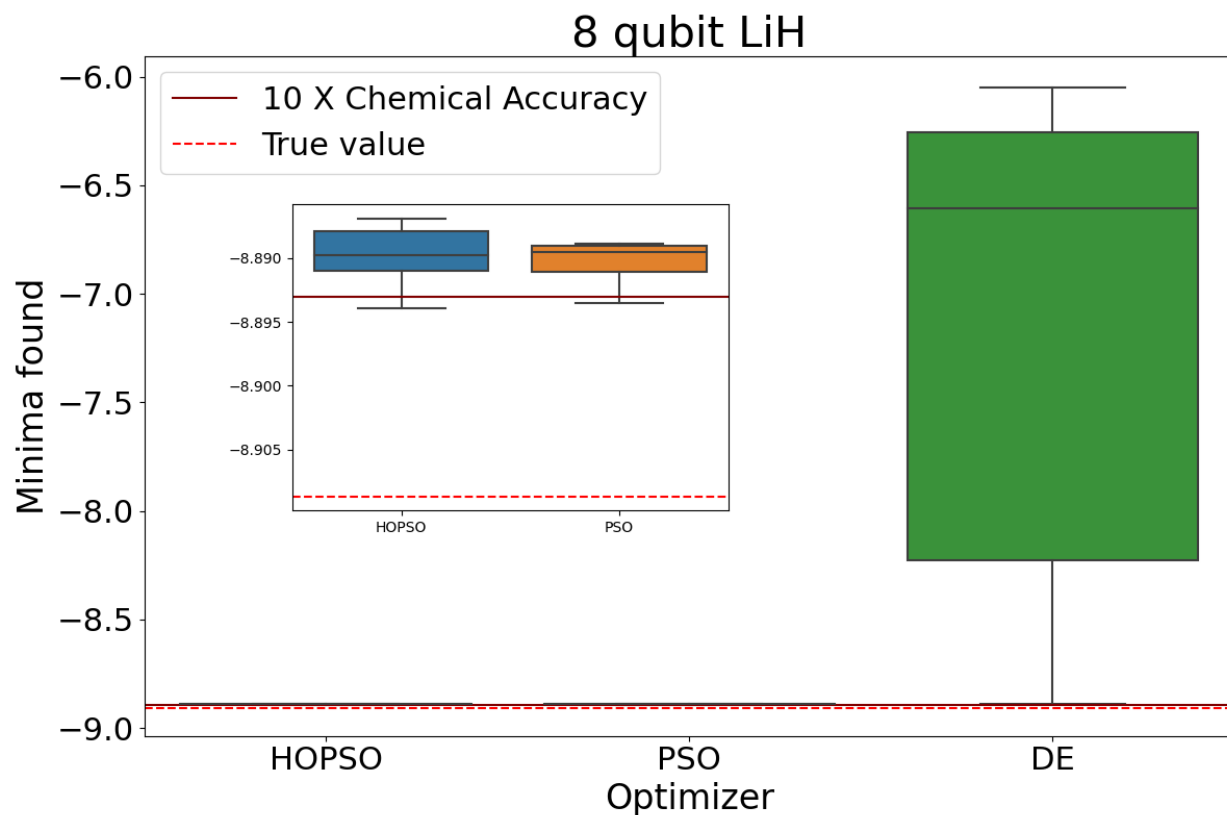 8 qubit LiH
10 X Chemical Accuracy
True value
Minima found
−6.0
−6.5
−7.0
−7.5
−8.0
−8.5
−9.0
−8.890
−8.895
−8.900
−8.905
HOPSO PSO
HOPSO PSO DE
Optimizer